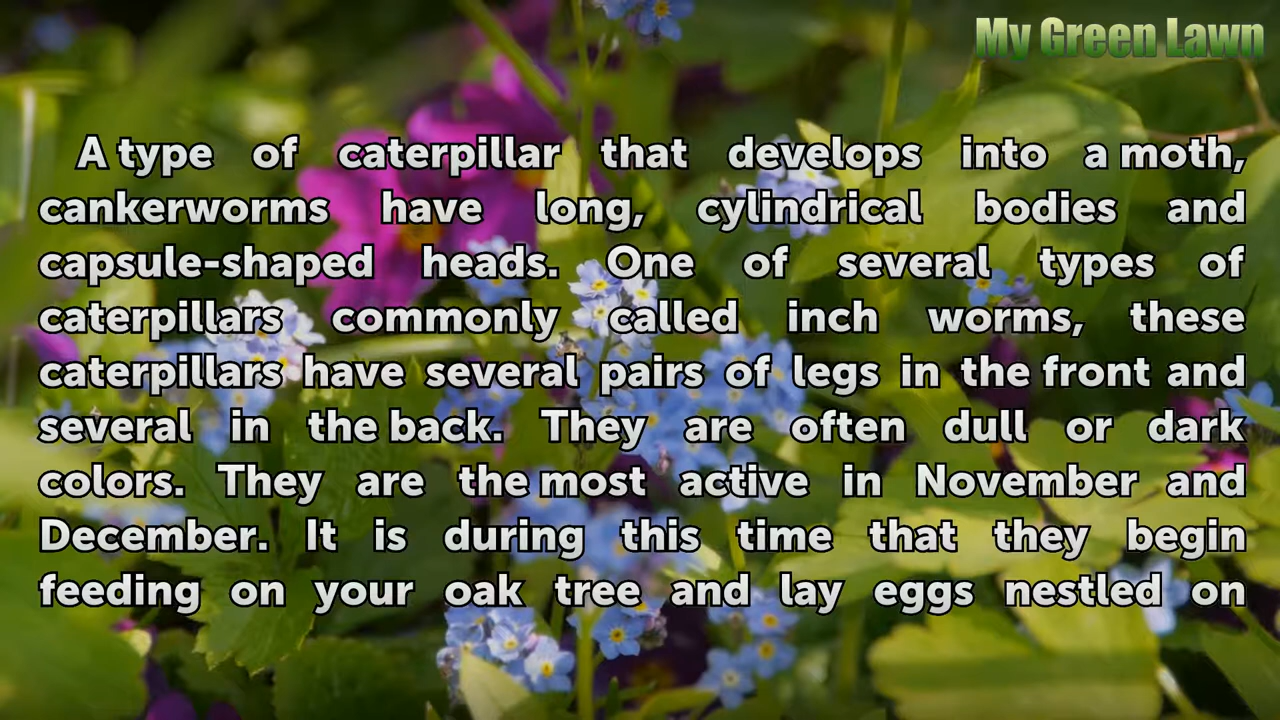 My Green Lawn
A type of caterpillar that develops into a moth,
cankerworms have long, cylindrical bodies and
capsule-shaped heads. One of several types of
caterpillars commonly called inch worms, these
caterpillars have several pairs of legs in the front and
several in the back. They are often dull or dark
colors. They are the most active in November and
December. It is during this time that they begin
feeding on your oak tree and lay eggs nestled on